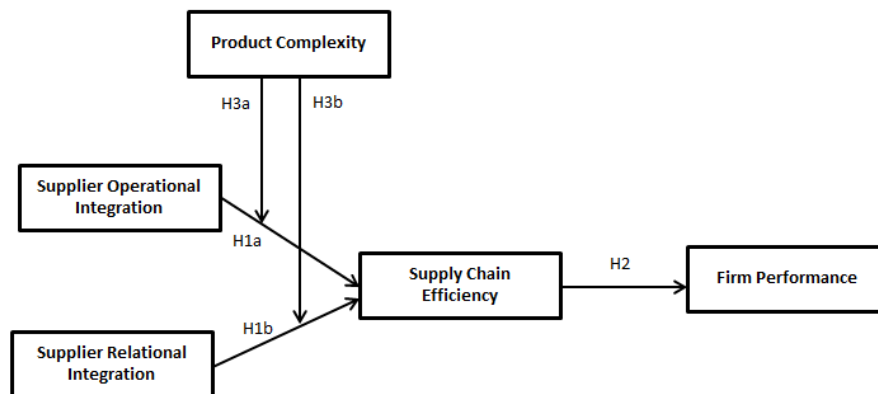 Product Complexity
H3a
H3b
Supplier Operational
Integration
H1a
Supply Chain
Efficiency
H2
Firm Performance
H1b
Supplier Relational
Integration